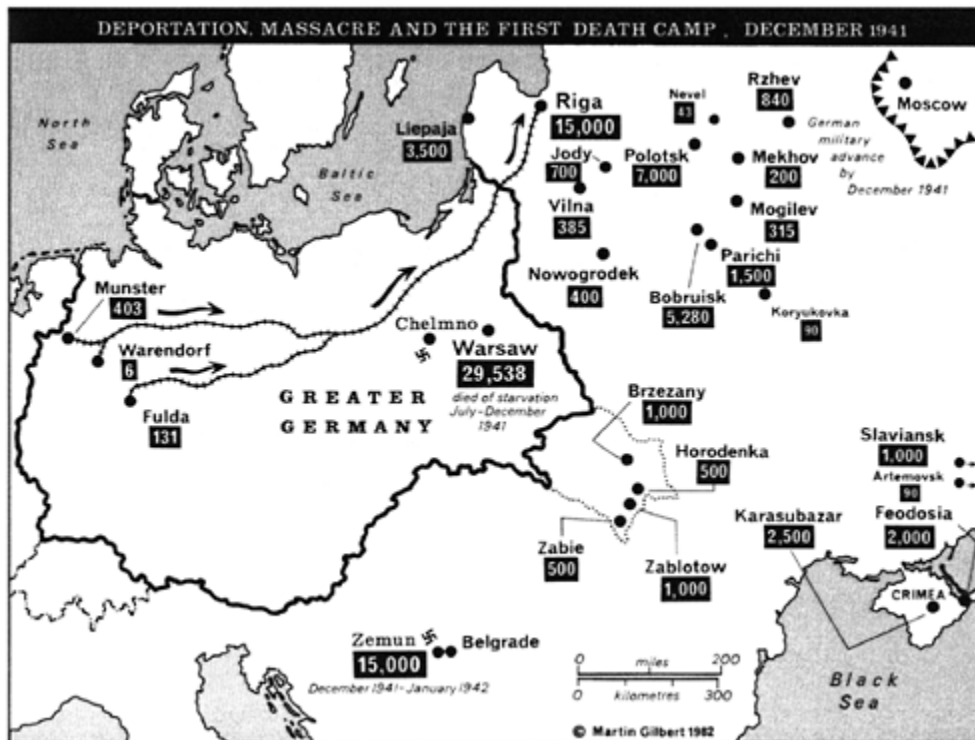 DEPORTATION, MASSACRE AND THE FIRST DEATH CAMP, DECEMBER 1941
North
Sea
Baltic
Sea
Liepaja
3,500
Riga
15,000
Jody
700
Vilna
385
Nowogrodek
400
Nevel
43
Polotsk
7,000
Rzhev
840
German
military
advance
by
December 1941
Moscow
Mekhov
200
Mogilev
315
Parichi
1,500
Bobruisk
5,280
Koryukovka
90
Munster
403
Warendorf
6
Fulda
131
Chelmno
Warsaw
29,538
died of starvation
July-December
1941
GREATER
GERMANY
Brzezany
1,000
Horodenka
500
Zabie
500
Zablotow
1,000
Slaviansk
1,000
Artemovsk
90
Karasubazar
2,500
Feodosia
2,000
CRIMEA
Black
Sea
Zemun
15,000
December 1941-January 1942
Belgrade
0 miles 200
0 kilometres 300
© Martin Gilbert 1982